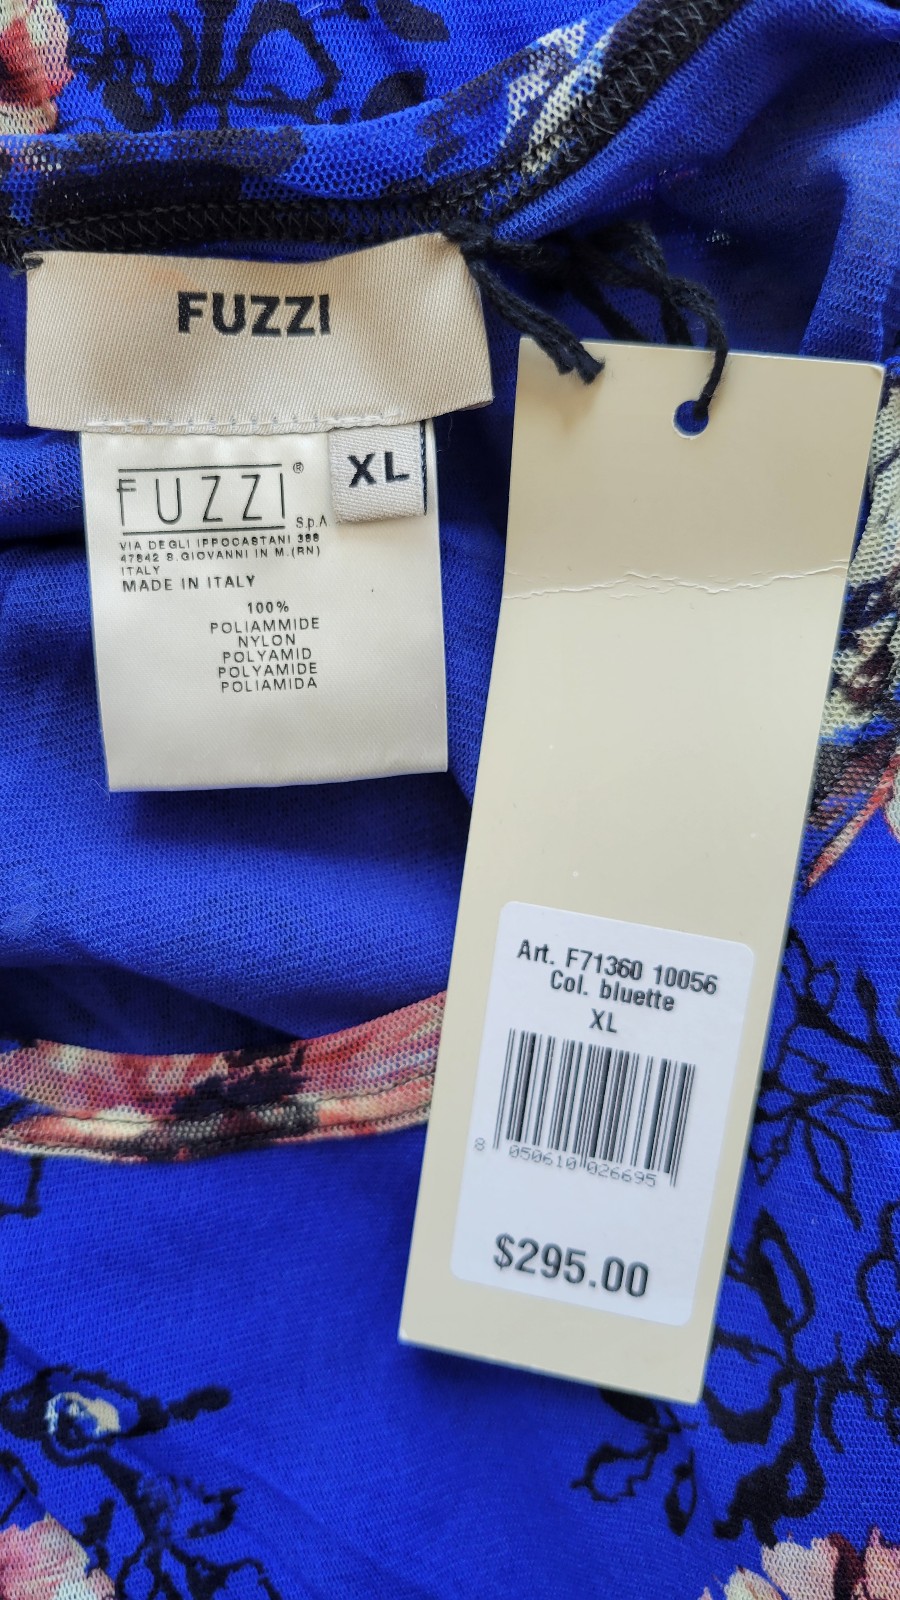 FUZZI
XL
FUZZI®
S.p.A
VIA DEGLI IPPOCASTANI 388
47842 S.GIOVANNI IN M.(RN)
ITALY
MADE IN ITALY
100%
POLIAMMIDE
NYLON
POLYAMID
POLYAMIDE
POLIAMIDA
Art. F71360 10056
Col. bluette
XL
8 050610 026695
$295.00